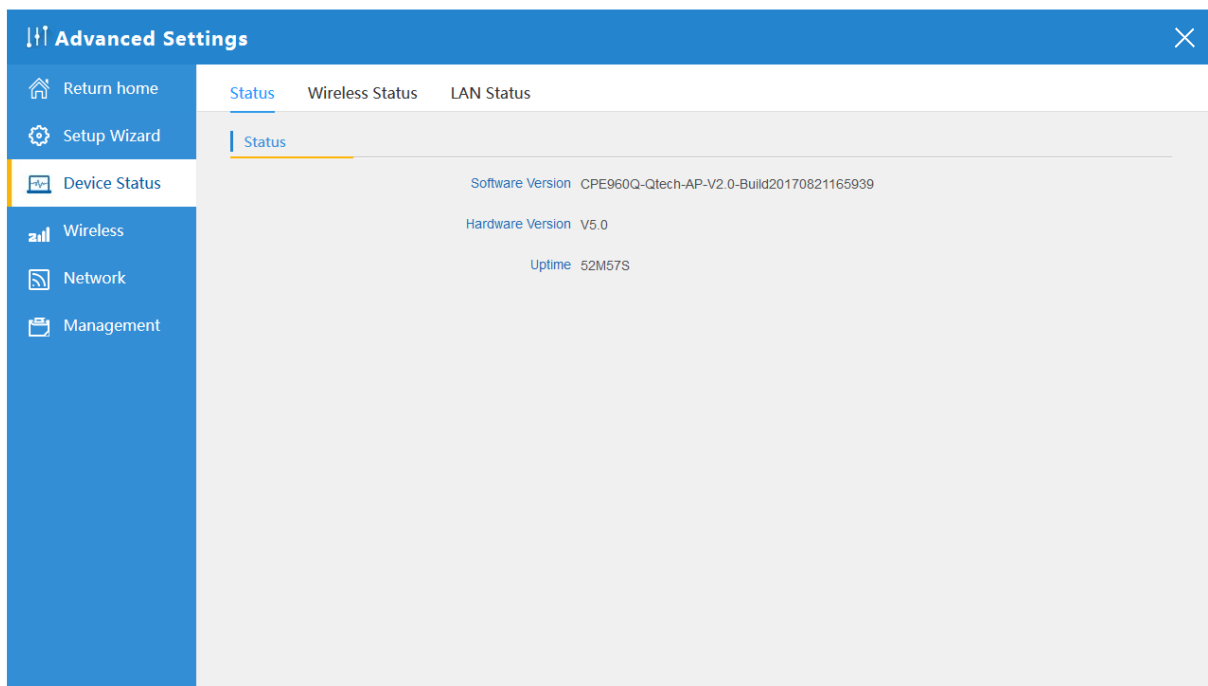 Advanced Settings
Return home
Setup Wizard
Device Status
Wireless
Network
Management
Status Wireless Status LAN Status
Status
Software Version CPE960Q-Qtech-AP-V2.0-Build20170821165939
Hardware Version V5.0
Uptime 52M57S